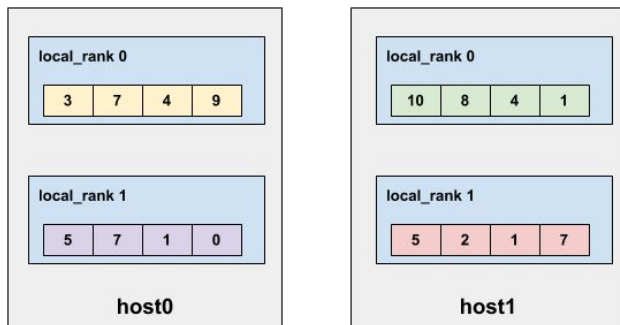 local_rank 0
3 7 4 9
local_rank 1
5 7 1 0
host0
local_rank 0
10 8 4 1
local_rank 1
5 2 1 7
host1